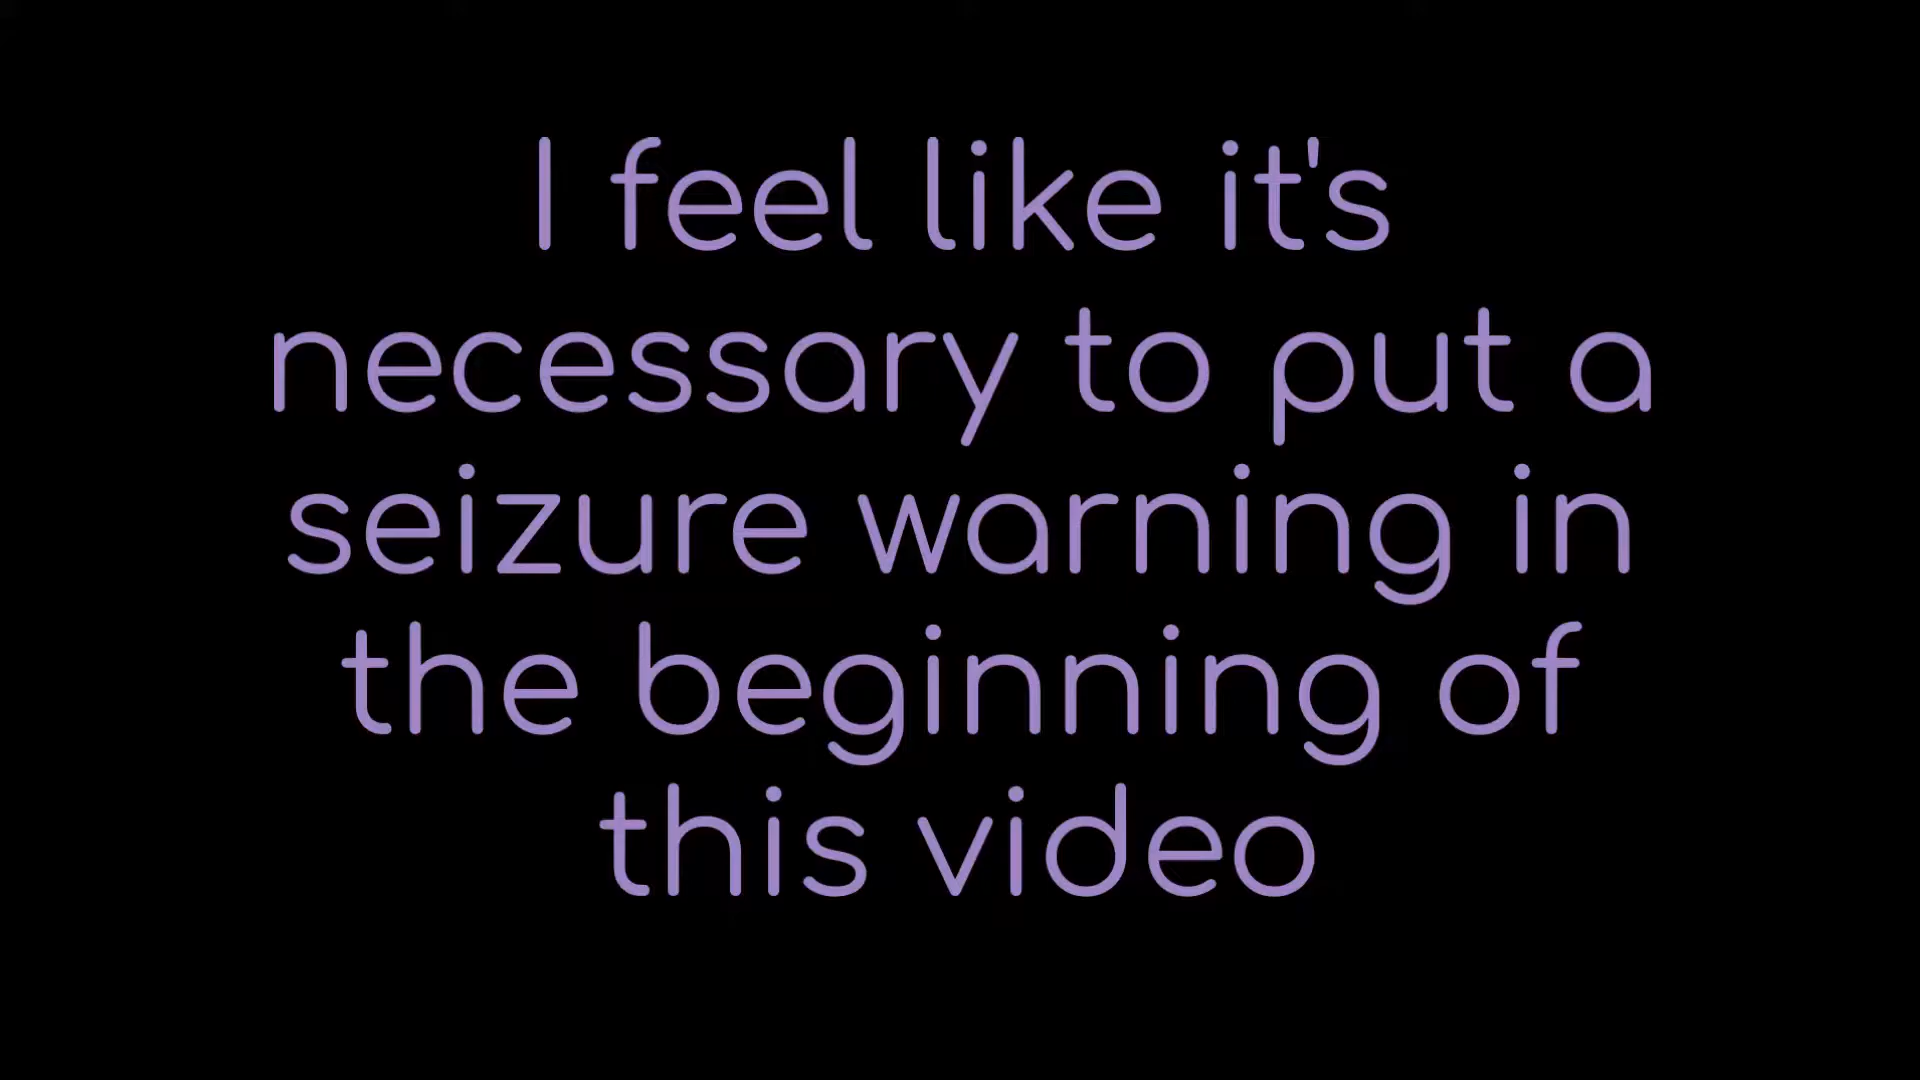 I feel like it's
necessary to put a
seizure warning in
the beginning of
this video